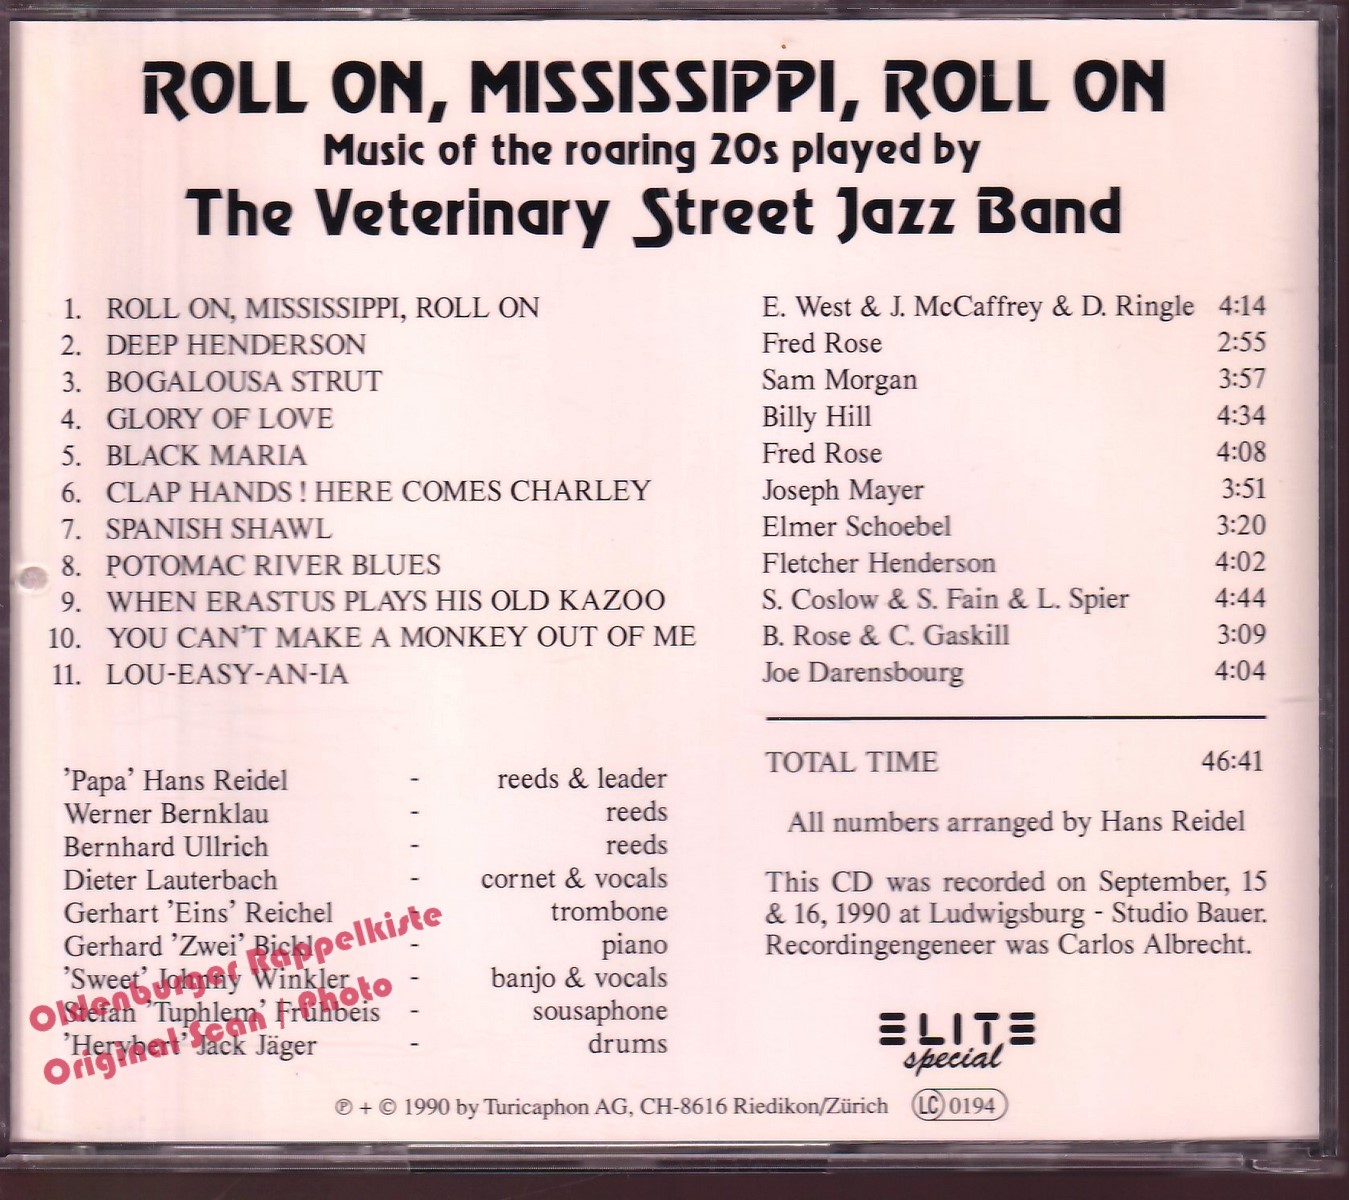 ROLL ON, MISSISSIPPI, ROLL ON
Music of the roaring 20s played by
The Veterinary Street Jazz Band
1. ROLL ON, MISSISSIPPI, ROLL ON E. West & J. McCaffrey & D. Ringle 4:14
2. DEEP HENDERSON Fred Rose 2:55
3. BOGALOUSA STRUT Sam Morgan 3:57
4. GLORY OF LOVE Billy Hill 4:34
5. BLACK MARIA Fred Rose 4:08
6. CLAP HANDS ! HERE COMES CHARLEY Joseph Mayer 3:51
7. SPANISH SHAWL Elmer Schoebel 3:20
8. POTOMAC RIVER BLUES Fletcher Henderson 4:02
9. WHEN ERASTUS PLAYS HIS OLD KAZOO S. Coslow & S. Fain & L. Spier 4:44
10. YOU CAN'T MAKE A MONKEY OUT OF ME B. Rose & C. Gaskill 3:09
11. LOU-EASY-AN-IA Joe Darensbourg 4:04
TOTAL TIME 46:41
'Papa' Hans Reidel - reeds & leader
Werner Bernklau - reeds
Bernhard Ullrich - reeds
Dieter Lauterbach - cornet & vocals
Gerhart 'Eins' Reichel - trombone
Gerhard 'Zwei' Bickl - piano
'Sweet' Johnny Winkler - banjo & vocals
Stefan 'Tuphlem' Frühbeis - sousaphone
'Herybert' Jack Jäger - drums
All numbers arranged by Hans Reidel
This CD was recorded on September, 15
& 16, 1990 at Ludwigsburg - Studio Bauer.
Recordingengeneer was Carlos Albrecht.
ELITE
special
℗ + © 1990 by Turicaphon AG, CH-8616 Riedikon/Zürich LC 0194
Oldenburger Rappelkiste
Original Scan / Photo